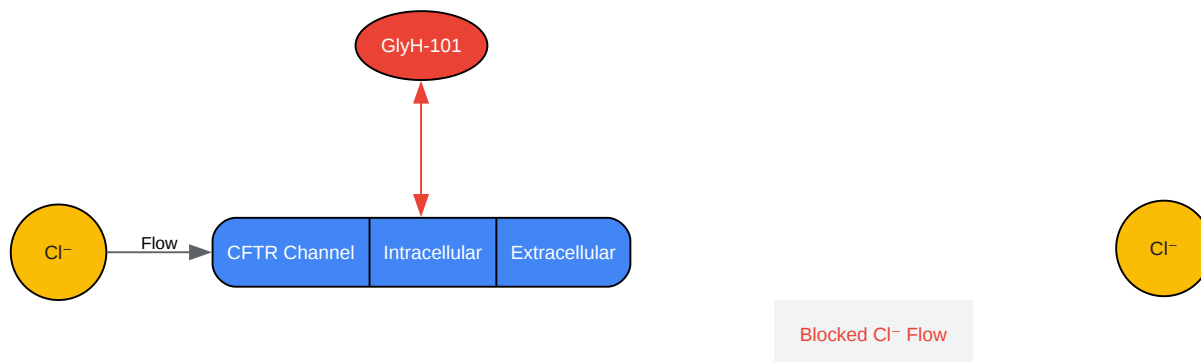 GlyH-101
Cl⁻
Flow
CFTR Channel
Intracellular
Extracellular
Cl⁻
Blocked Cl⁻ Flow